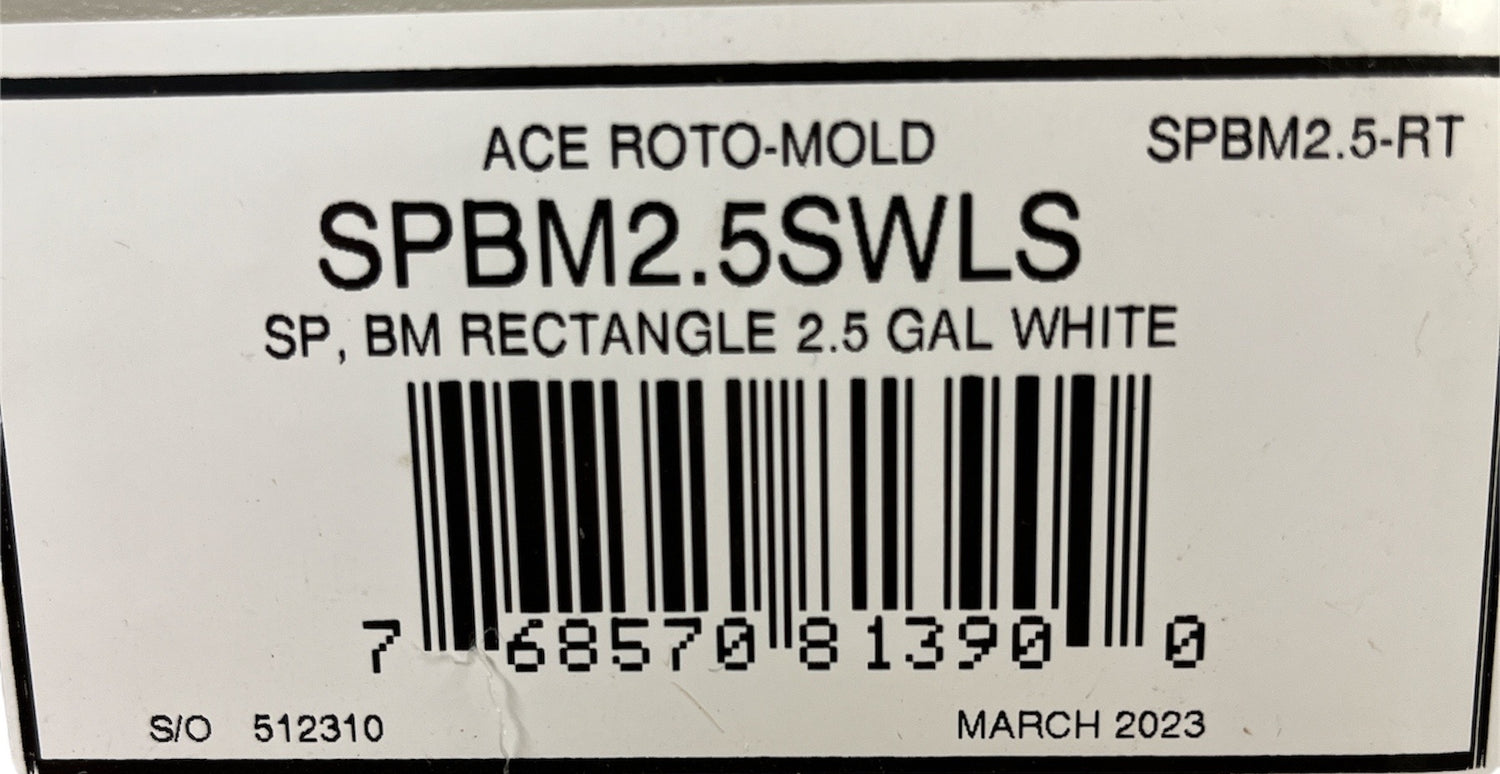 ACE ROTO-MOLD SPBM2.5-RT
SPBM2.5SWLS
SP, BM RECTANGLE 2.5 GAL WHITE
7 68570 81390 0
S/O 512310 MARCH 2023